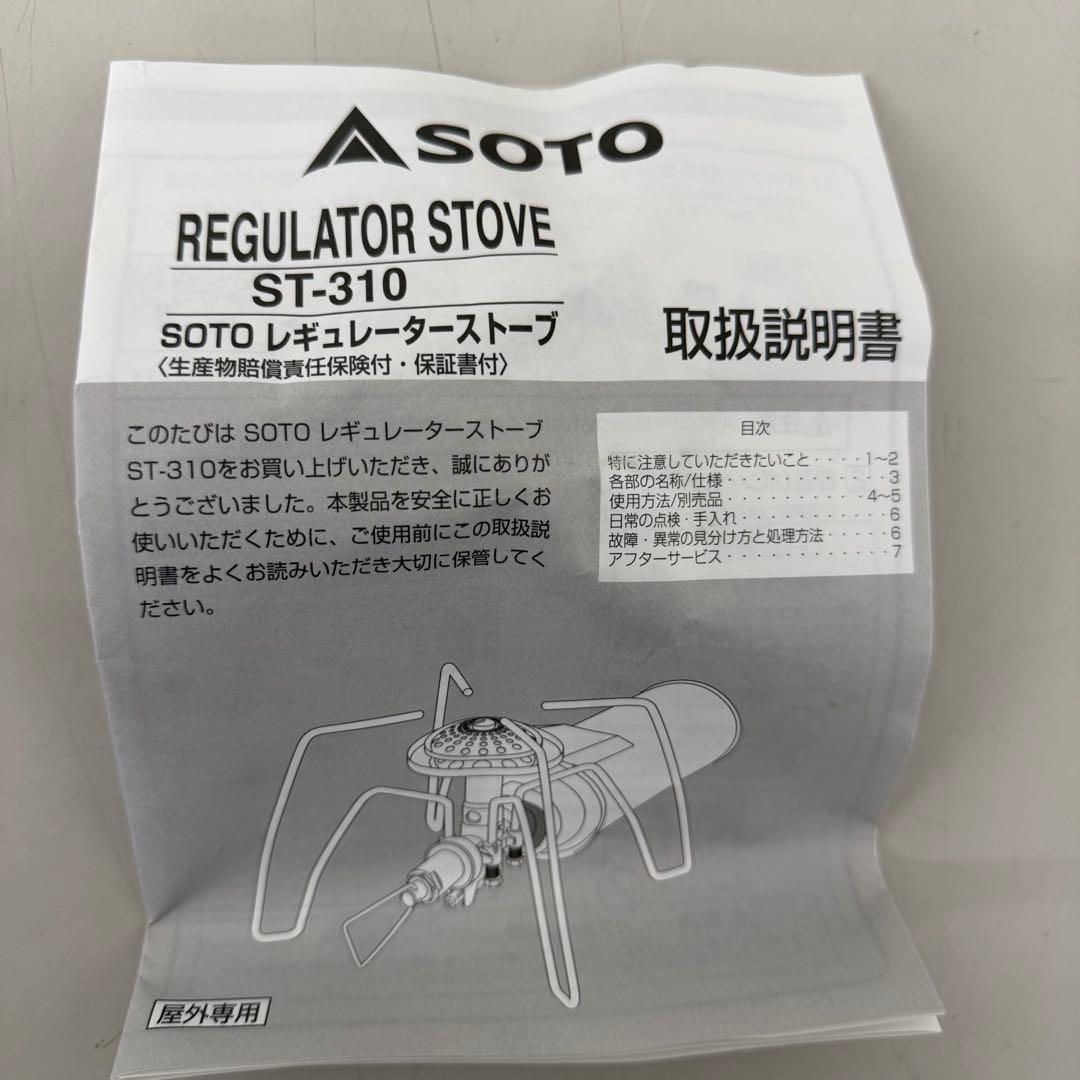 SOTO
REGULATOR STOVE
ST-310
SOTO レギュレーターストーブ
〈生産物賠償責任保険付・保証書付〉
取扱説明書
このたびは SOTO レギュレーターストーブ
ST-310をお買い上げいただき、誠にありが
とうございました。本製品を安全に正しくお
使いいただくために、ご使用前にこの取扱説
明書をよくお読みいただき大切に保管してく
ださい。
目次
特に注意していただきたいこと・・・・1〜2
各部の名称/仕様・・・・・・・・・・・・3
使用方法/別売品・・・・・・・・・・4〜5
日常の点検・手入れ・・・・・・・・・・・6
故障・異常の見分け方と処理方法・・・・・6
アフターサービス・・・・・・・・・・・・7
屋外専用